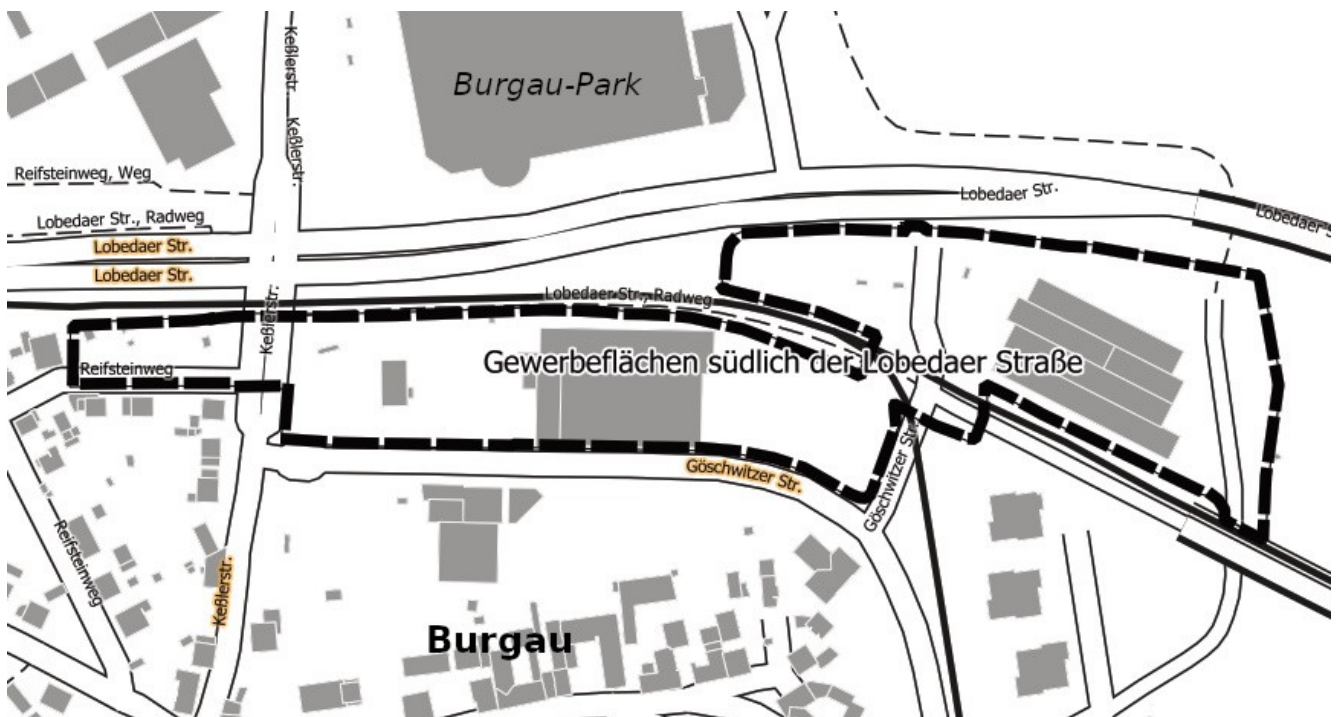 Keßlerstr.
Burgau-Park
Keßlerstr.
Reifsteinweg, Weg
Lobedaer Str.
Lobedaer Str., Radweg
Lobedaer S
Lobedaer Str.
Lobedaer Str.
Lobedaer Str., Radweg
Keßlerstr.
Reifsteinweg
Gewerbeflächen südlich der Lobedaer Straße
Göschwitzer Str.
Göschwitzer Str.
Reifsteinweg
Keßlerstr.
Burgau